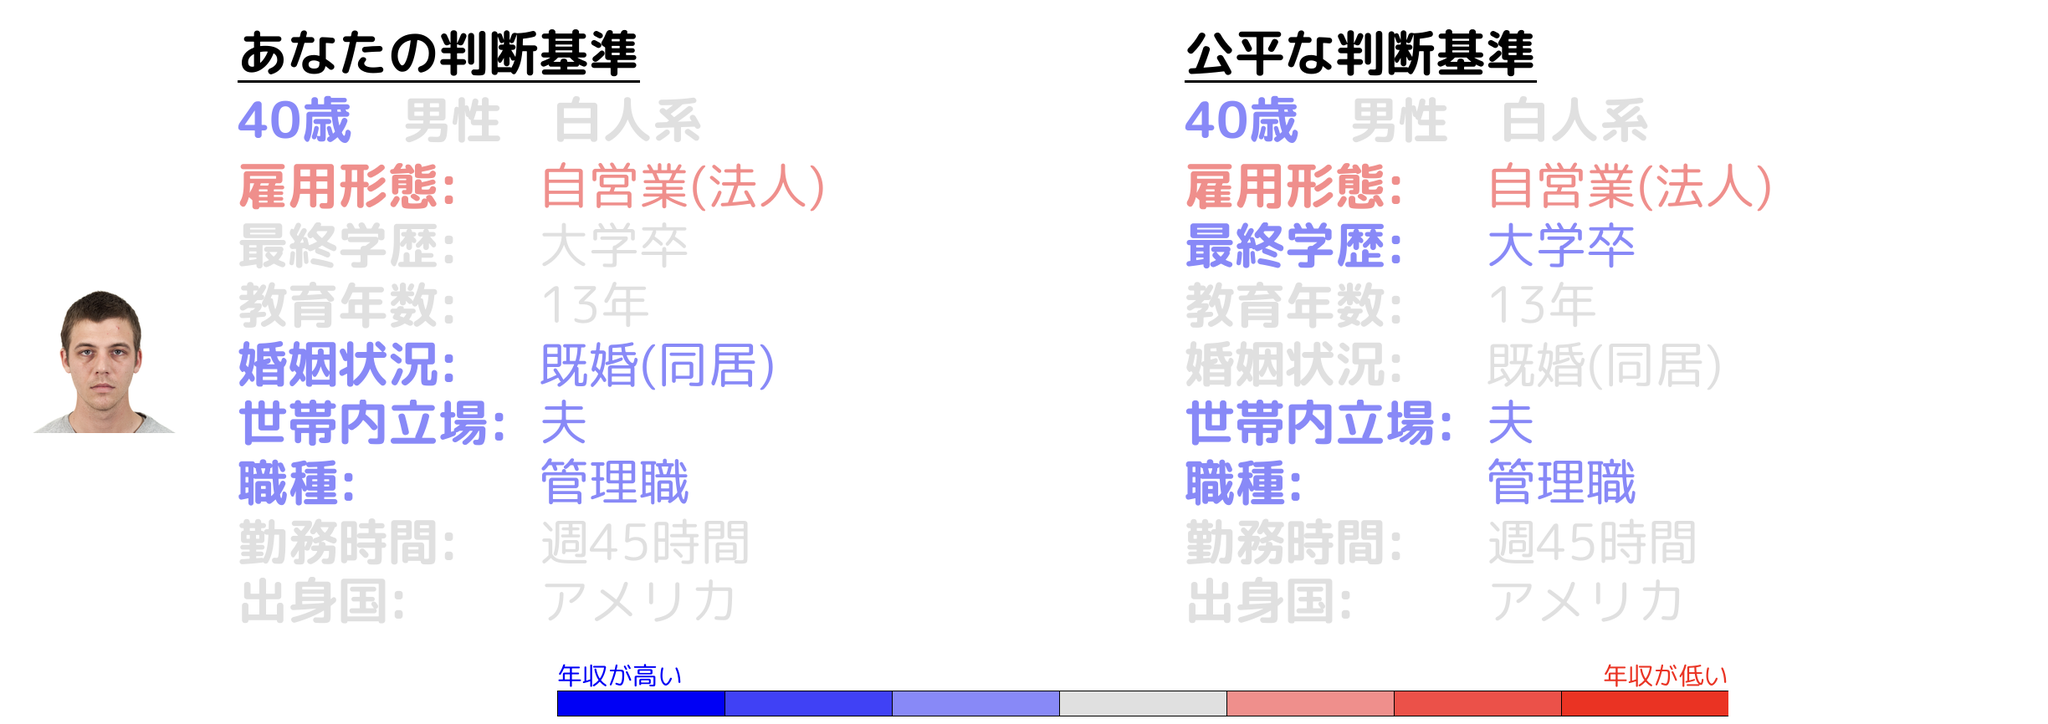 あなたの判断基準
40歳 男性 白人系
雇用形態: 自営業(法人)
最終学歴: 大学卒
教育年数: 13年
婚姻状況: 既婚(同居)
世帯内立場: 夫
職種: 管理職
勤務時間: 週45時間
出身国: アメリカ
公平な判断基準
40歳 男性 白人系
雇用形態: 自営業(法人)
最終学歴: 大学卒
教育年数: 13年
婚姻状況: 既婚(同居)
世帯内立場: 夫
職種: 管理職
勤務時間: 週45時間
出身国: アメリカ
年収が高い
年収が低い